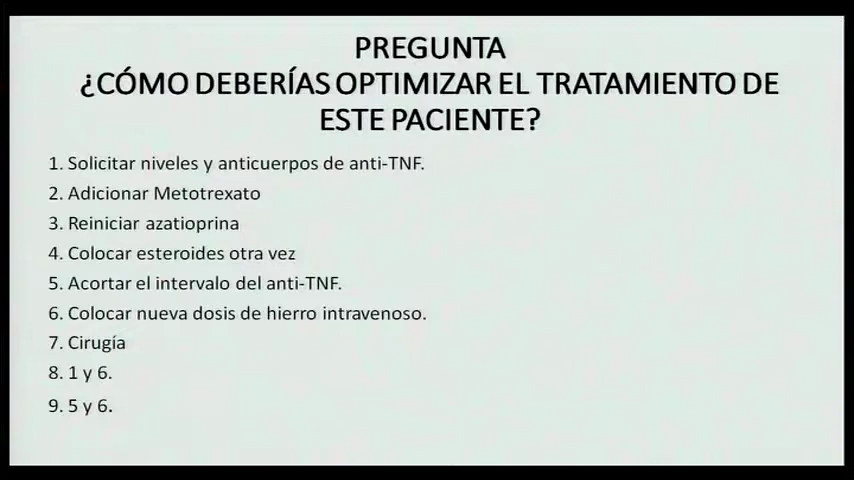 PREGUNTA
¿CÓMO DEBERÍAS OPTIMIZAR EL TRATAMIENTO DE
ESTE PACIENTE?
1. Solicitar niveles y anticuerpos de anti-TNF.
2. Adicionar Metotrexato
3. Reiniciar azatioprina
4. Colocar esteroides otra vez
5. Acortar el intervalo del anti-TNF.
6. Colocar nueva dosis de hierro intravenoso.
7. Cirugía
8. 1 y 6.
9. 5 y 6.